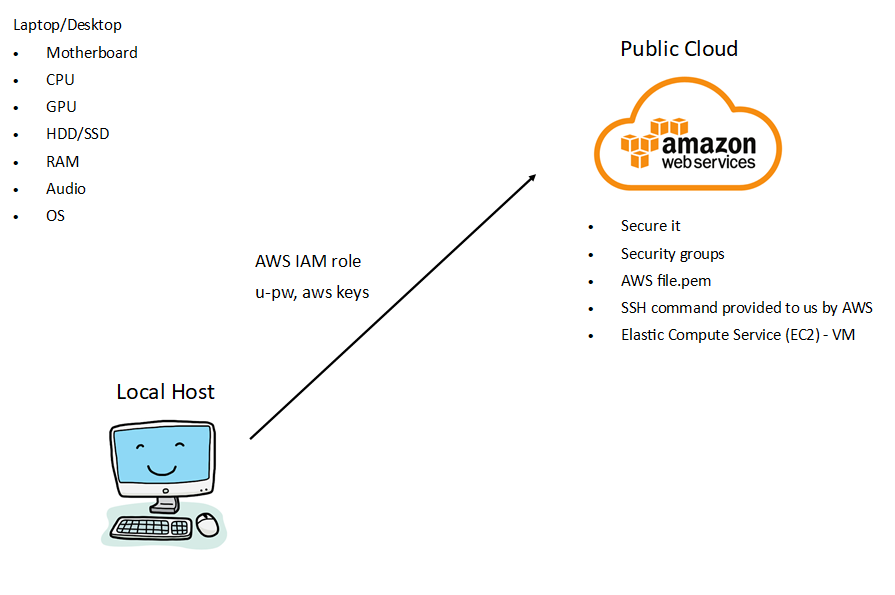 Laptop/Desktop
• Motherboard
• CPU
• GPU
• HDD/SSD
• RAM
• Audio
• OS
Public Cloud
amazon
web services
• Secure it
• Security groups
• AWS file.pem
• SSH command provided to us by AWS
• Elastic Compute Service (EC2) - VM
AWS IAM role
u-pw, aws keys
Local Host